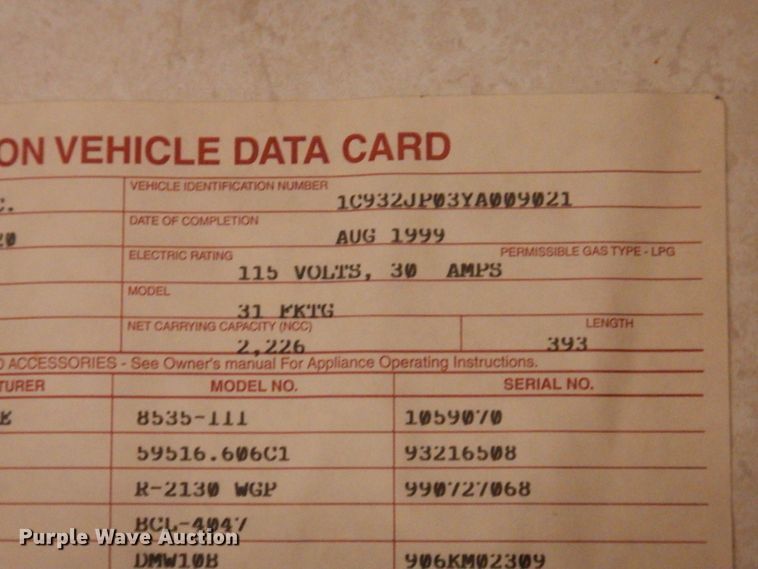 ON VEHICLE DATA CARD
VEHICLE IDENTIFICATION NUMBER
C. 1C932JP03YA009021
DATE OF COMPLETION
20 AUG 1999
ELECTRIC RATING PERMISSIBLE GAS TYPE - LPG
115 VOLTS, 30 AMPS
MODEL
31 FKTG
NET CARRYING CAPACITY (NCC) LENGTH
2,226 393
D ACCESSORIES - See Owner's manual For Appliance Operating Instructions.
TURER MODEL NO. SERIAL NO.
R 8535-III 1059070
59516.606C1 93216508
R-2130 WGP 990727068
BCL-4047
Purple Wave Auction®
DMW10B 906KM02309